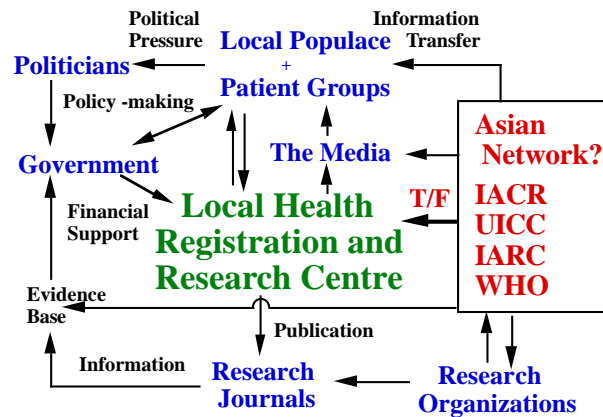 Political
Pressure
Local Populace
+
Patient Groups
Information
Transfer
Politicians
Policy -making
Asian
Network?
IACR
UICC
IARC
WHO
Government
The Media
T/F
Financial
Support
Local Health
Registration and
Research Centre
Evidence
Base
Publication
Information
Research
Journals
Research
Organizations